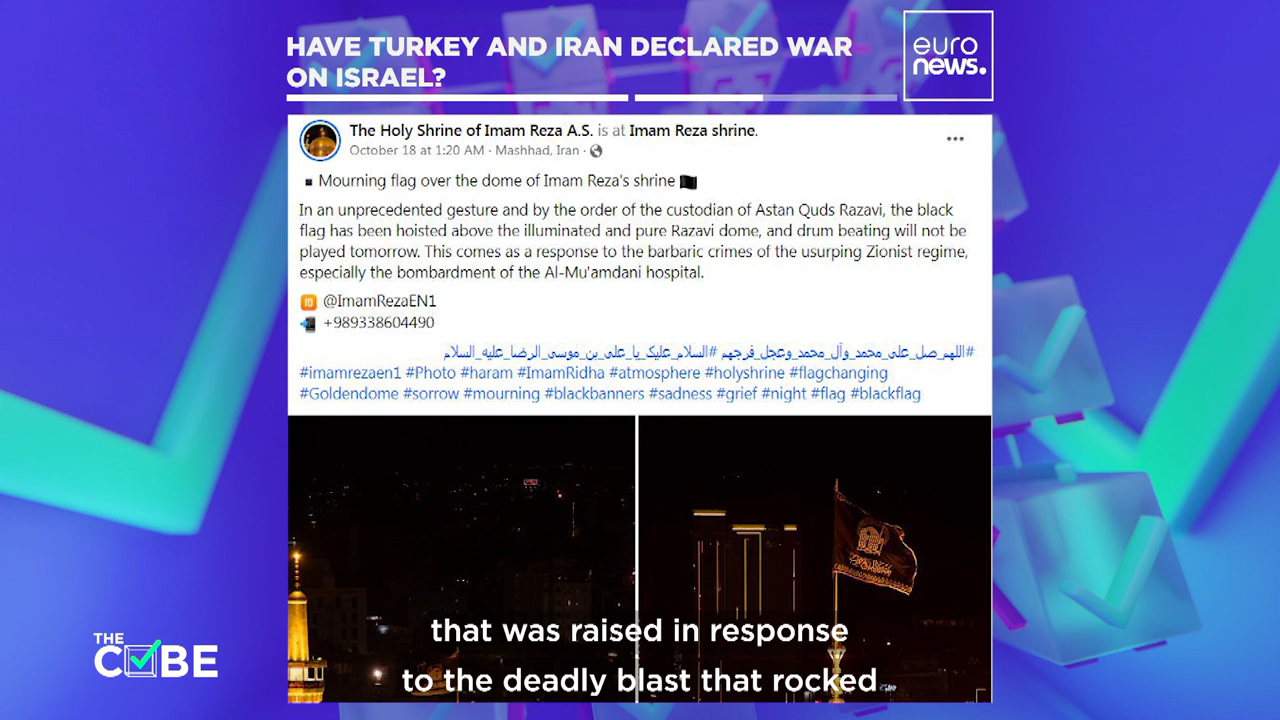 HAVE TURKEY AND IRAN DECLARED WAR
ON ISRAEL?
euro
news.
The Holy Shrine of Imam Reza A.S. is at Imam Reza shrine.
October 18 at 1:20 AM · Mashhad, Iran ·
Mourning flag over the dome of Imam Reza's shrine
In an unprecedented gesture and by the order of the custodian of Astan Quds Razavi, the black
flag has been hoisted above the illuminated and pure Razavi dome, and drum beating will not be
played tomorrow. This comes as a response to the barbaric crimes of the usurping Zionist regime,
especially the bombardment of the Al-Mu'amdani hospital.
ID @ImamRezaEN1
+989338604490
#اللهم_صل_علی_محمد_وآل_محمد_وعجل_فرجهم #السلام_علیک_یا_علی_بن_موسی_الرضا_علیه_السلام
#imamrezaen1 #Photo #haram #ImamRidha #atmosphere #holyshrine #flagchanging
#Goldendome #sorrow #mourning #blackbanners #sadness #grief #night #flag #blackflag
that was raised in response
to the deadly blast that rocked
THE
CUBE